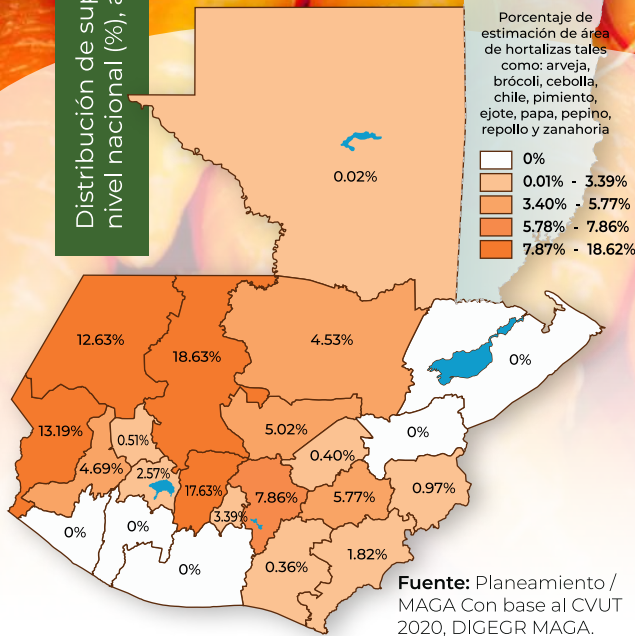 Distribución de sup
nivel nacional (%), a
Porcentaje de
estimación de área
de hortalizas tales
como: arveja,
brócoli, cebolla,
chile, pimiento,
ejote, papa, pepino,
repollo y zanahoria
0%
0.01% - 3.39%
3.40% - 5.77%
5.78% - 7.86%
7.87% - 18.62%
0.02%
12.63%
18.63%
4.53%
0%
13.19%
0.51%
5.02%
0%
4.69%
2.57%
0.40%
17.63%
3.39%
7.86%
5.77%
0.97%
0%
0%
0%
0.36%
1.82%
Fuente: Planeamiento /
MAGA Con base al CVUT
2020, DIGEGR MAGA.